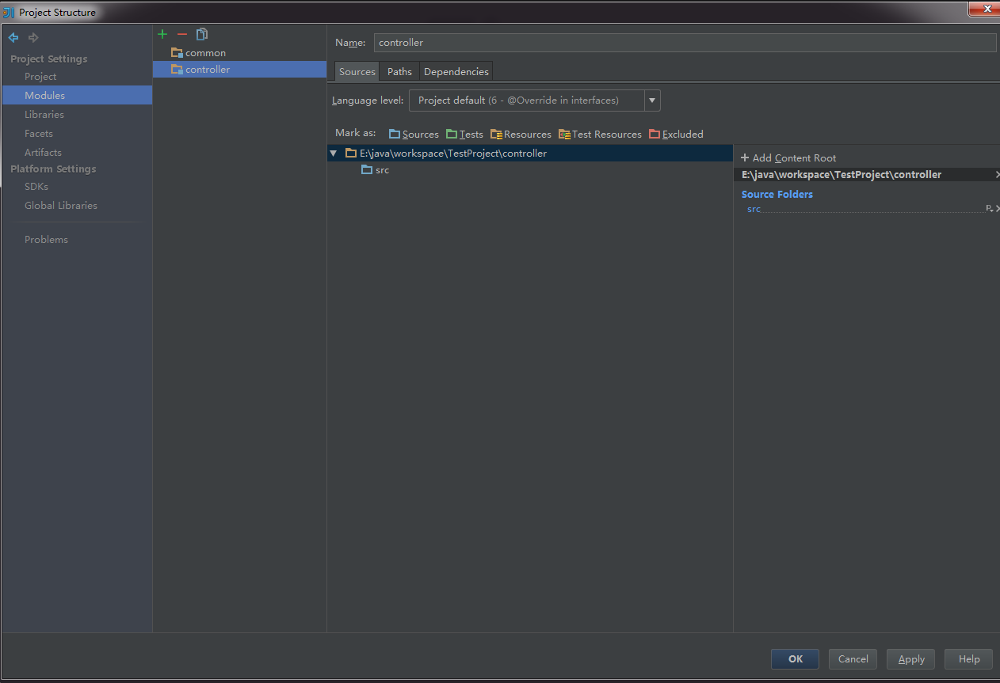 Project Structure
Project Settings
Project
Modules
Libraries
Facets
Artifacts
Platform Settings
SDKs
Global Libraries
Problems
common
controller
Name: controller
Sources Paths Dependencies
Language level: Project default (6 - @Override in interfaces)
Mark as: Sources Tests Resources Test Resources Excluded
E:\java\workspace\TestProject\controller
src
+ Add Content Root
E:\java\workspace\TestProject\controller
Source Folders
src
OK Cancel Apply Help